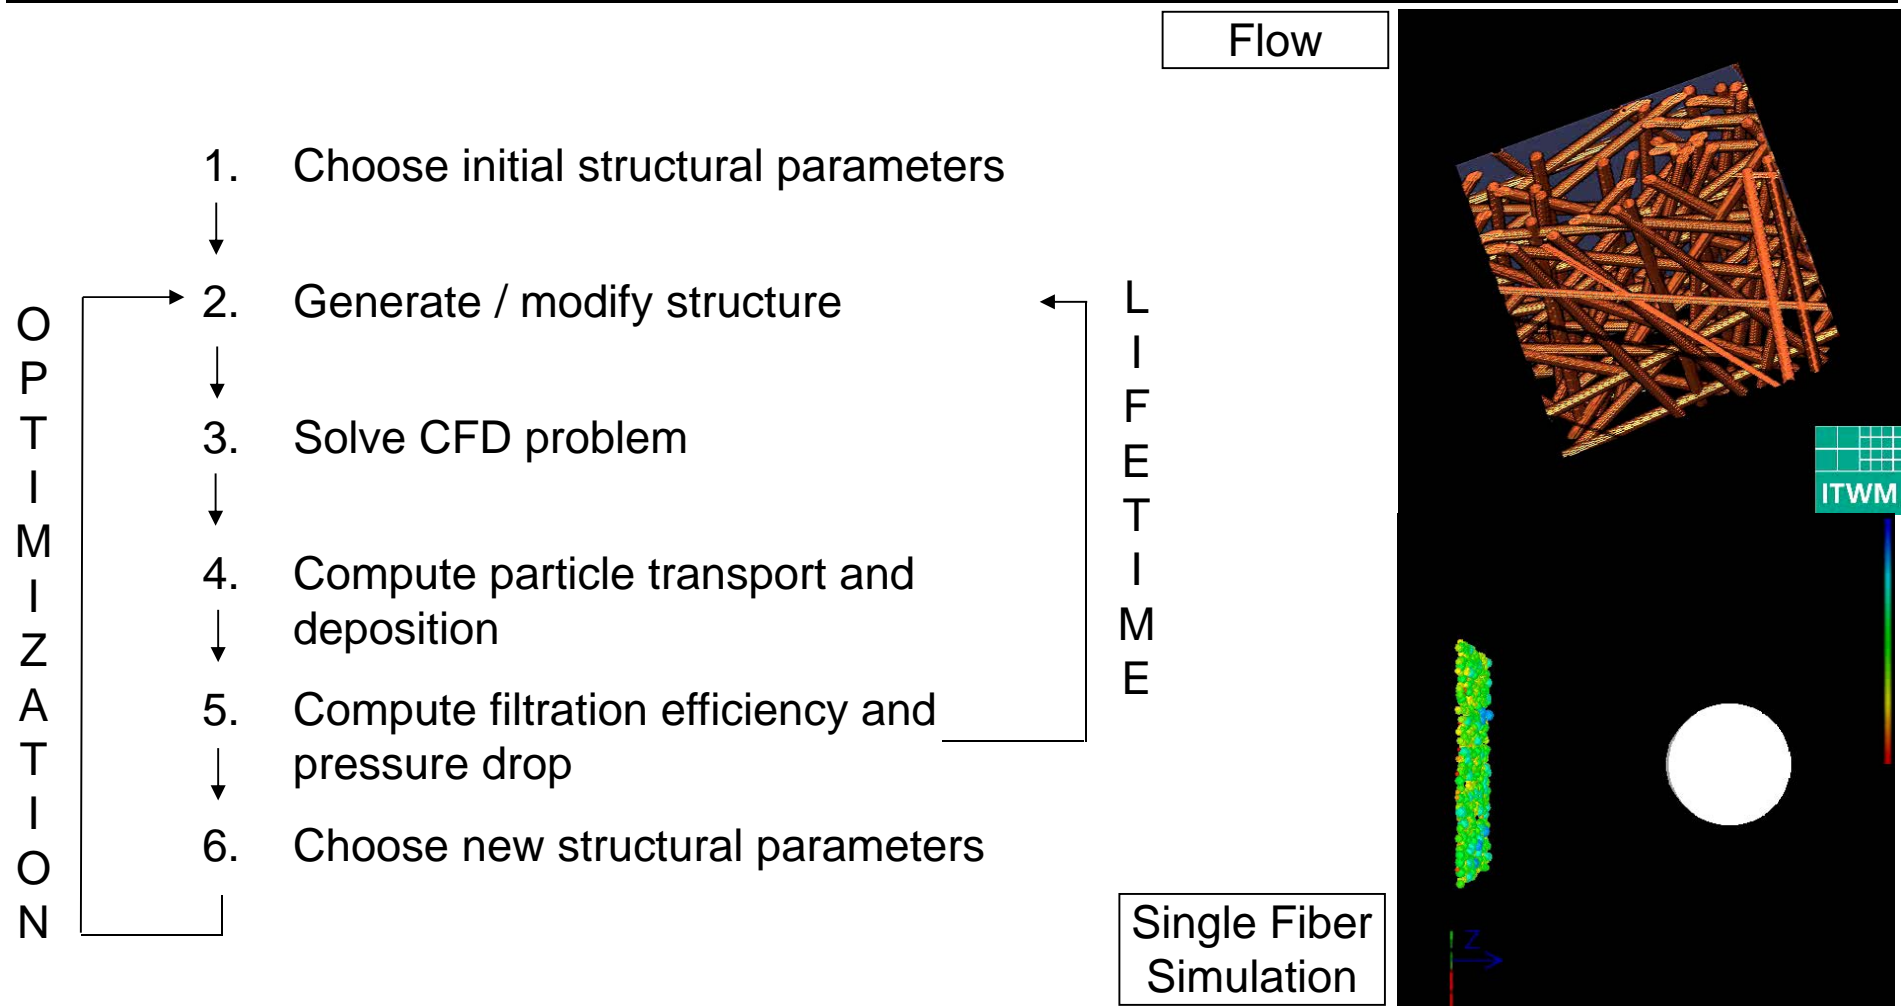 Flow
1. Choose initial structural parameters
2. Generate / modify structure
3. Solve CFD problem
4. Compute particle transport and
deposition
5. Compute filtration efficiency and
pressure drop
6. Choose new structural parameters
OPTIMIZATION
LIFETIME
ITWM
Single Fiber
Simulation
Z